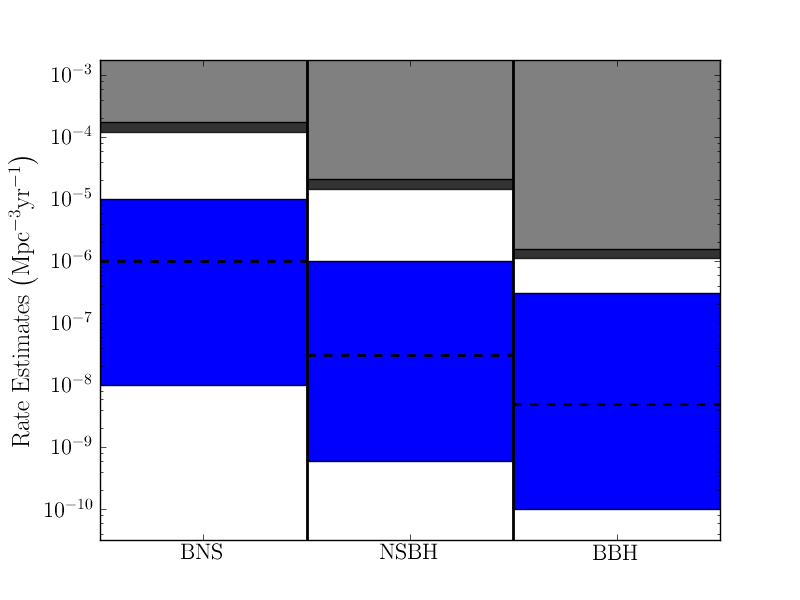 Rate Estimates (Mpc⁻³yr⁻¹)
10⁻³
10⁻⁴
10⁻⁵
10⁻⁶
10⁻⁷
10⁻⁸
10⁻⁹
10⁻¹⁰
BNS
NSBH
BBH